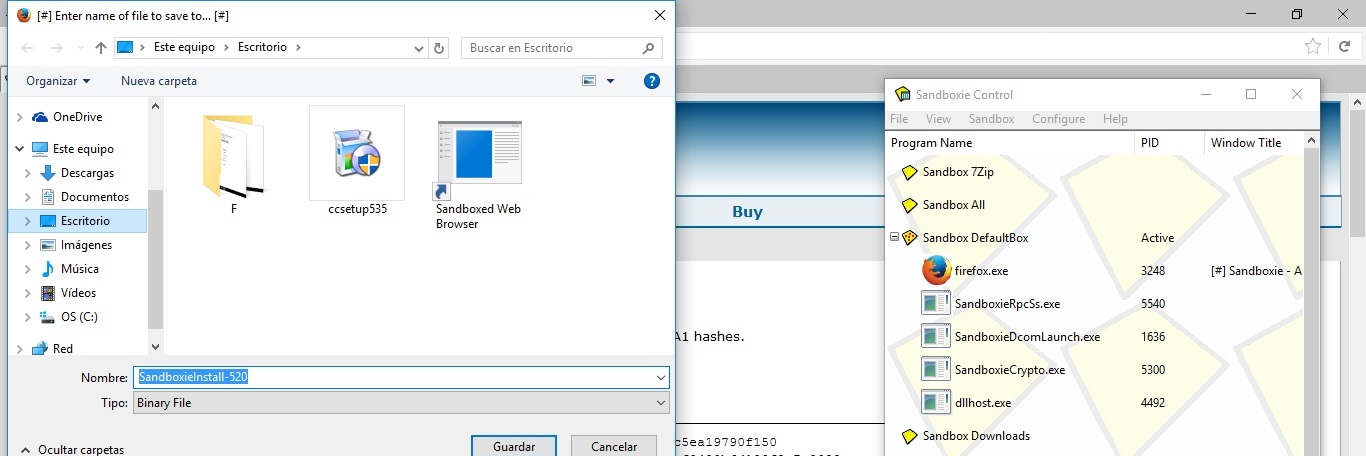 [#] Enter name of file to save to... [#]
Este equipo
Escritorio
Buscar en Escritorio
Organizar
Nueva carpeta
?
OneDrive
Este equipo
Descargas
Documentos
Escritorio
Imágenes
Música
Vídeos
OS (C:)
Red
F
ccsetup535
Sandboxed Web
Browser
Nombre:
SandboxieInstall-520
Tipo:
Binary File
Ocultar carpetas
Guardar
Cancelar
Buy
A1 hashes.
c5ea19790f150
Sandboxie Control
File View Sandbox Configure Help
Program Name PID Window Title
Sandbox 7Zip
Sandbox All
Sandbox DefaultBox Active
firefox.exe 3248 [#] Sandboxie - A
SandboxieRpcSs.exe 5540
SandboxieDcomLaunch.exe 1636
SandboxieCrypto.exe 5300
dllhost.exe 4492
Sandbox Downloads